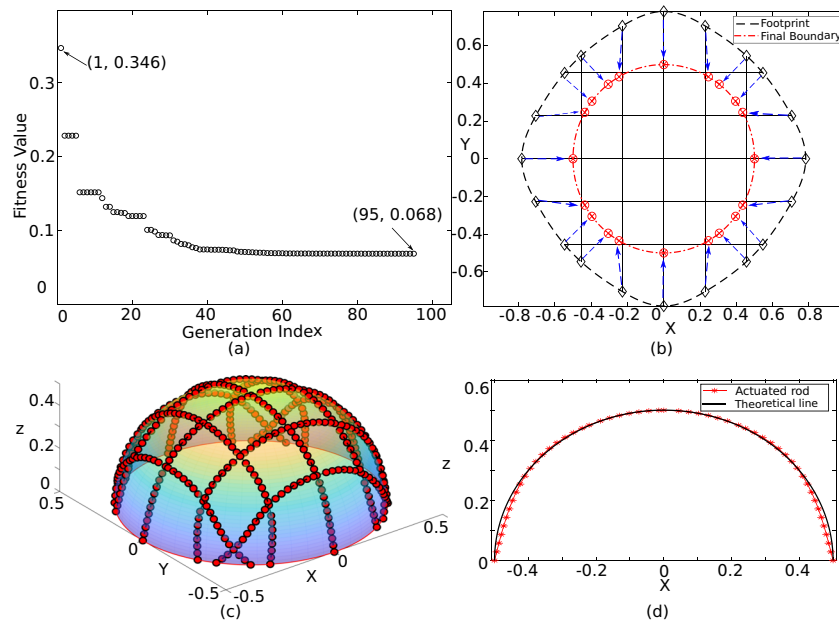 (1, 0.346)
(95, 0.068)
Fitness Value
0.3
0.2
0.1
0
0 20 40 60 80 100
Generation Index
(a)
Footprint
Final Boundary
Y
0.6
0.4
0.2
0
-0.2
-0.4
-0.6
-0.8 -0.6 -0.4 -0.2 0 0.2 0.4 0.6 0.8
X
(b)
z
0.4
0.2
0
0.5
0
-0.5
Y
-0.5
0
0.5
X
(c)
Actuated rod
Theoretical line
z
0.6
0.4
0.2
0
-0.4 -0.2 0 0.2 0.4
X
(d)